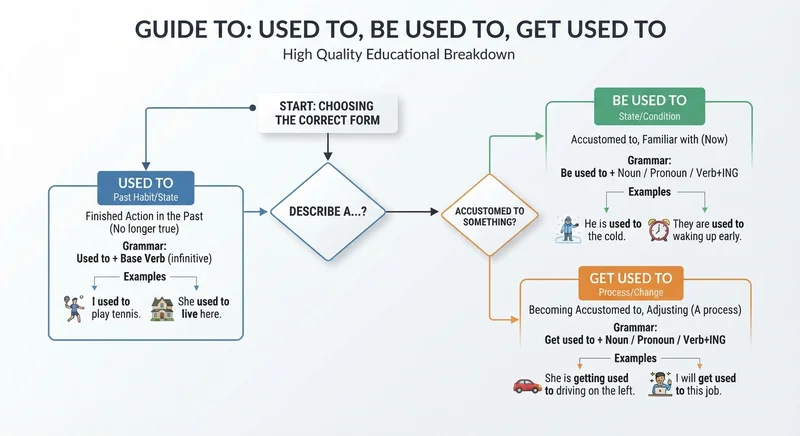 GUIDE TO: USED TO, BE USED TO, GET USED TO
High Quality Educational Breakdown
START: CHOOSING
THE CORRECT FORM
USED TO
Past Habit/State
Finished Action in the Past
(No longer true)
Grammar:
Used to + Base Verb (infinitive)
Examples
I used to
play tennis.
She used to
live here.
DESCRIBE A...?
ACCUSTOMED TO
SOMETHING?
BE USED TO
State/Condition
Accustomed to, Familiar with (Now)
Grammar:
Be used to + Noun / Pronoun / Verb+ING
Examples
He is used to
the cold.
They are used to
waking up early.
GET USED TO
Process/Change
Becoming Accustomed to, Adjusting (A process)
Grammar:
Get used to + Noun / Pronoun / Verb+ING
Examples
She is getting used
to driving on the left.
I will get used
to this job.